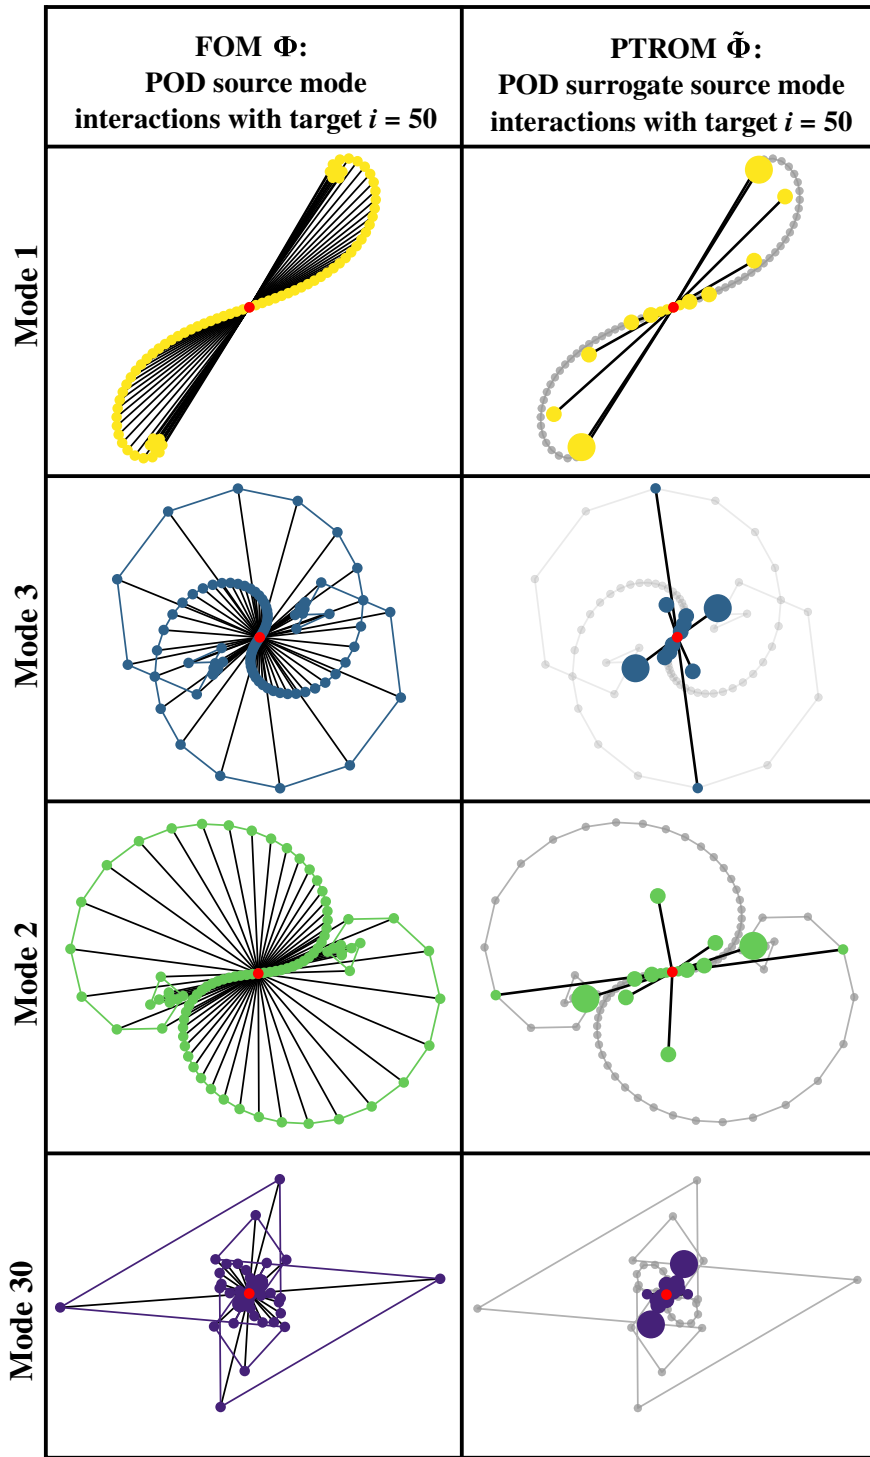 FOM Φ:
POD source mode
interactions with target i = 50
PTROM Φ̃:
POD surrogate source mode
interactions with target i = 50
Mode 1
Mode 3
Mode 2
Mode 30